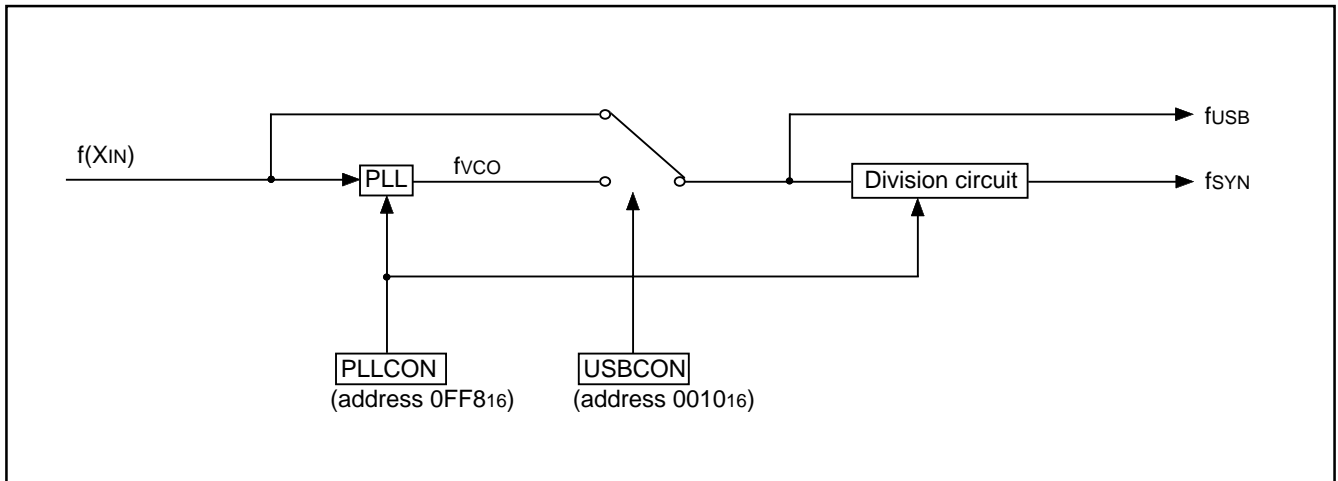 fUSB
f(XIN)
PLL
fVCO
Division circuit
fSYN
PLLCON
(address 0FF816)
USBCON
(address 001016)